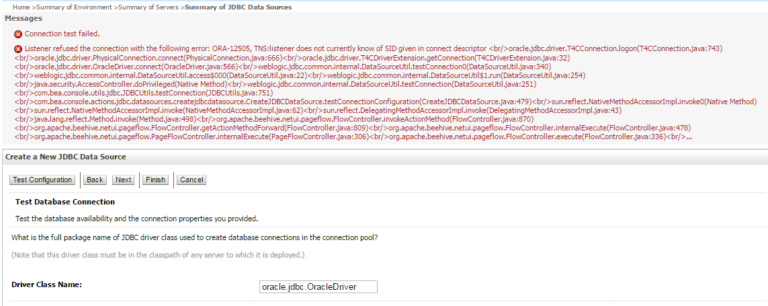 Home >Summary of Environment >Summary of Servers >Summary of JDBC Data Sources
Messages
Connection test failed.
Listener refused the connection with the following error: ORA-12505, TNS:listener does not currently know of SID given in connect descriptor <br/>oracle.jdbc.driver.T4CConnection.logon(T4CConnection.java:743)
<br/>oracle.jdbc.driver.PhysicalConnection.connect(PhysicalConnection.java:666)<br/>oracle.jdbc.driver.T4CDriverExtension.getConnection(T4CDriverExtension.java:32)
<br/>oracle.jdbc.driver.OracleDriver.connect(OracleDriver.java:566)<br/>weblogic.jdbc.common.internal.DataSourceUtil.testConnection0(DataSourceUtil.java:340)
<br/>weblogic.jdbc.common.internal.DataSourceUtil.access$000(DataSourceUtil.java:22)<br/>weblogic.jdbc.common.internal.DataSourceUtil$1.run(DataSourceUtil.java:254)
<br/>java.security.AccessController.doPrivileged(Native Method)<br/>weblogic.jdbc.common.internal.DataSourceUtil.testConnection(DataSourceUtil.java:251)
<br/>com.bea.console.utils.jdbc.JDBCUtils.testConnection(JDBCUtils.java:751)
<br/>com.bea.console.actions.jdbc.datasources.createjdbcdatasource.CreateJDBCDataSource.testConnectionConfiguration(CreateJDBCDataSource.java:479)<br/>sun.reflect.NativeMethodAccessorImpl.invoke0(Native Method)
<br/>sun.reflect.NativeMethodAccessorImpl.invoke(NativeMethodAccessorImpl.java:62)<br/>sun.reflect.DelegatingMethodAccessorImpl.invoke(DelegatingMethodAccessorImpl.java:43)
<br/>java.lang.reflect.Method.invoke(Method.java:498)<br/>org.apache.beehive.netui.pageflow.FlowController.invokeActionMethod(FlowController.java:870)
<br/>org.apache.beehive.netui.pageflow.FlowController.getActionMethodForward(FlowController.java:809)<br/>org.apache.beehive.netui.pageflow.FlowController.internalExecute(FlowController.java:478)
<br/>org.apache.beehive.netui.pageflow.PageFlowController.internalExecute(PageFlowController.java:306)<br/>org.apache.beehive.netui.pageflow.FlowController.execute(FlowController.java:336)<br/>...
Create a New JDBC Data Source
Test Configuration Back Next Finish Cancel
Test Database Connection
Test the database availability and the connection properties you provided.
What is the full package name of JDBC driver class used to create database connections in the connection pool?
(Note that this driver class must be in the classpath of any server to which it is deployed.)
Driver Class Name: oracle.jdbc.OracleDriver